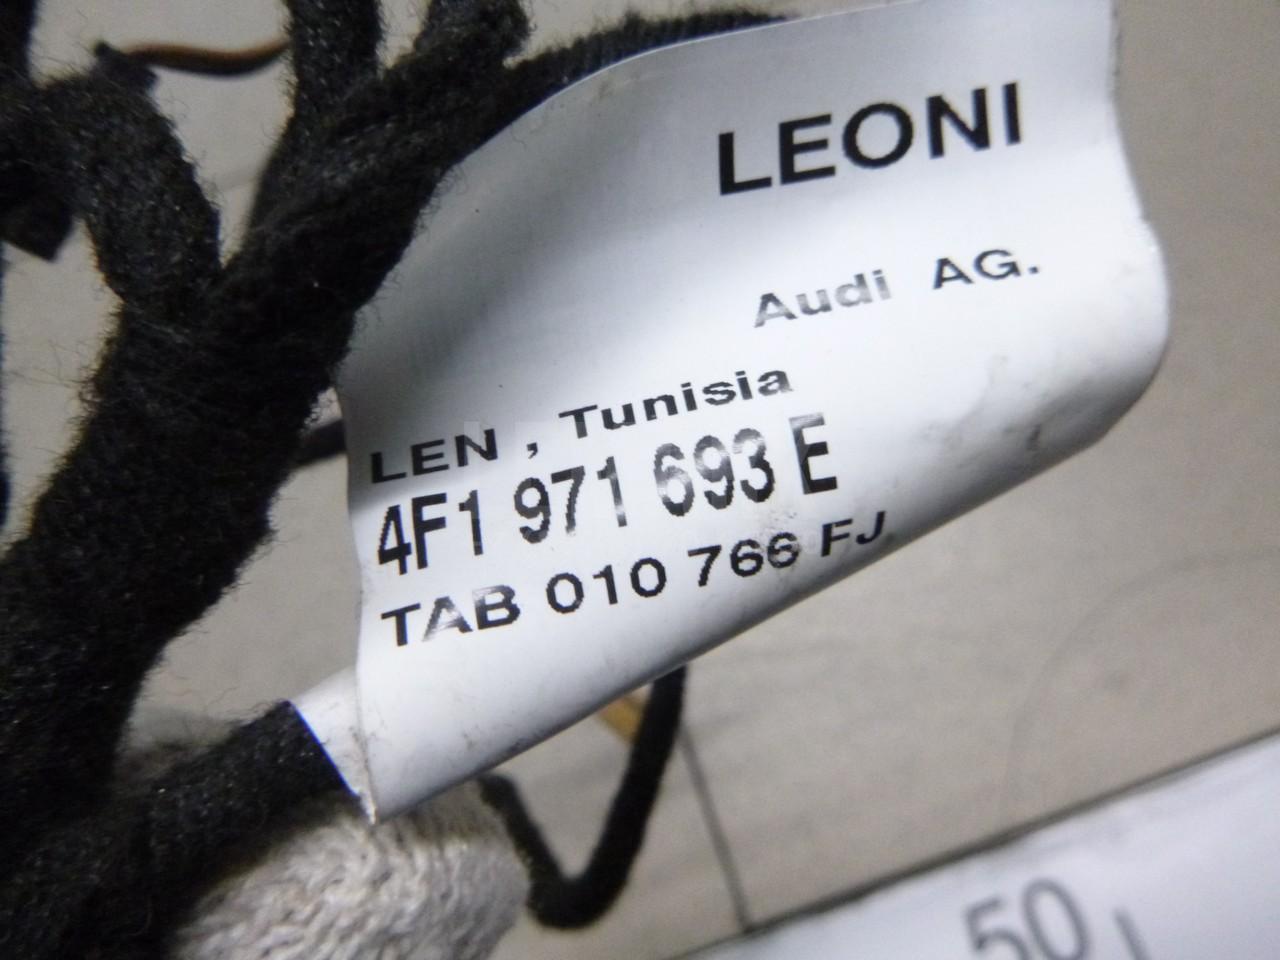 LEONI
Audi AG.
LEN , Tunisia
4F1 971 693 E
TAB 010 766 FJ
50